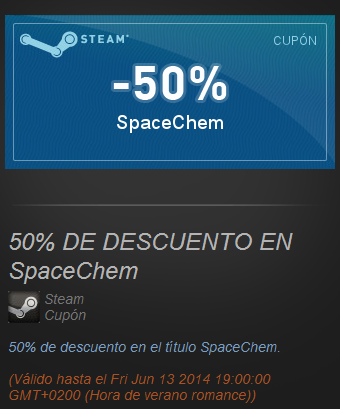 STEAM®
CUPÓN
-50%
SpaceChem
50% DE DESCUENTO EN
SpaceChem
Steam
Cupón
50% de descuento en el título SpaceChem.
(Válido hasta el Fri Jun 13 2014 19:00:00
GMT+0200 (Hora de verano romance))